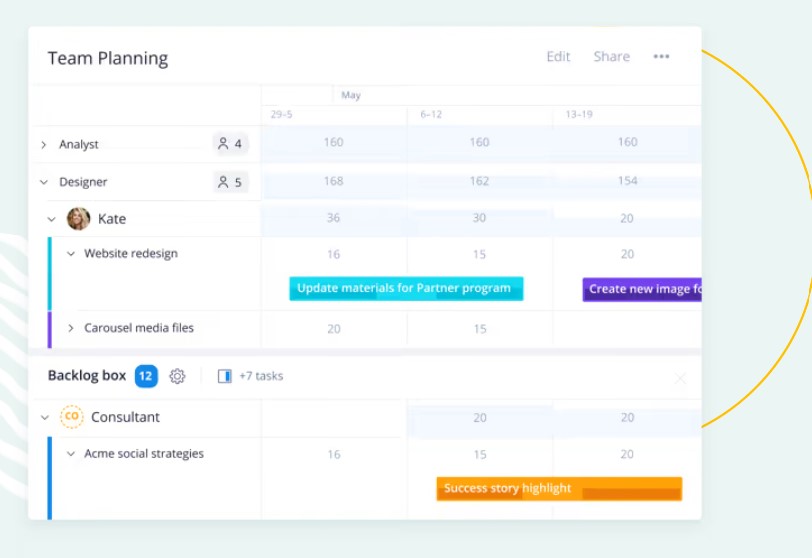 Team Planning Edit Share •••
May
29–5 6–12 13–19
Analyst 4 160 160 160
Designer 5 168 162 154
Kate 36 30 20
Website redesign 16 15 20
Update materials for Partner program Create new image fo
Carousel media files 20 15
Backlog box 12 +7 tasks
CO Consultant 20 20
Acme social strategies 16 15 20
Success story highlight